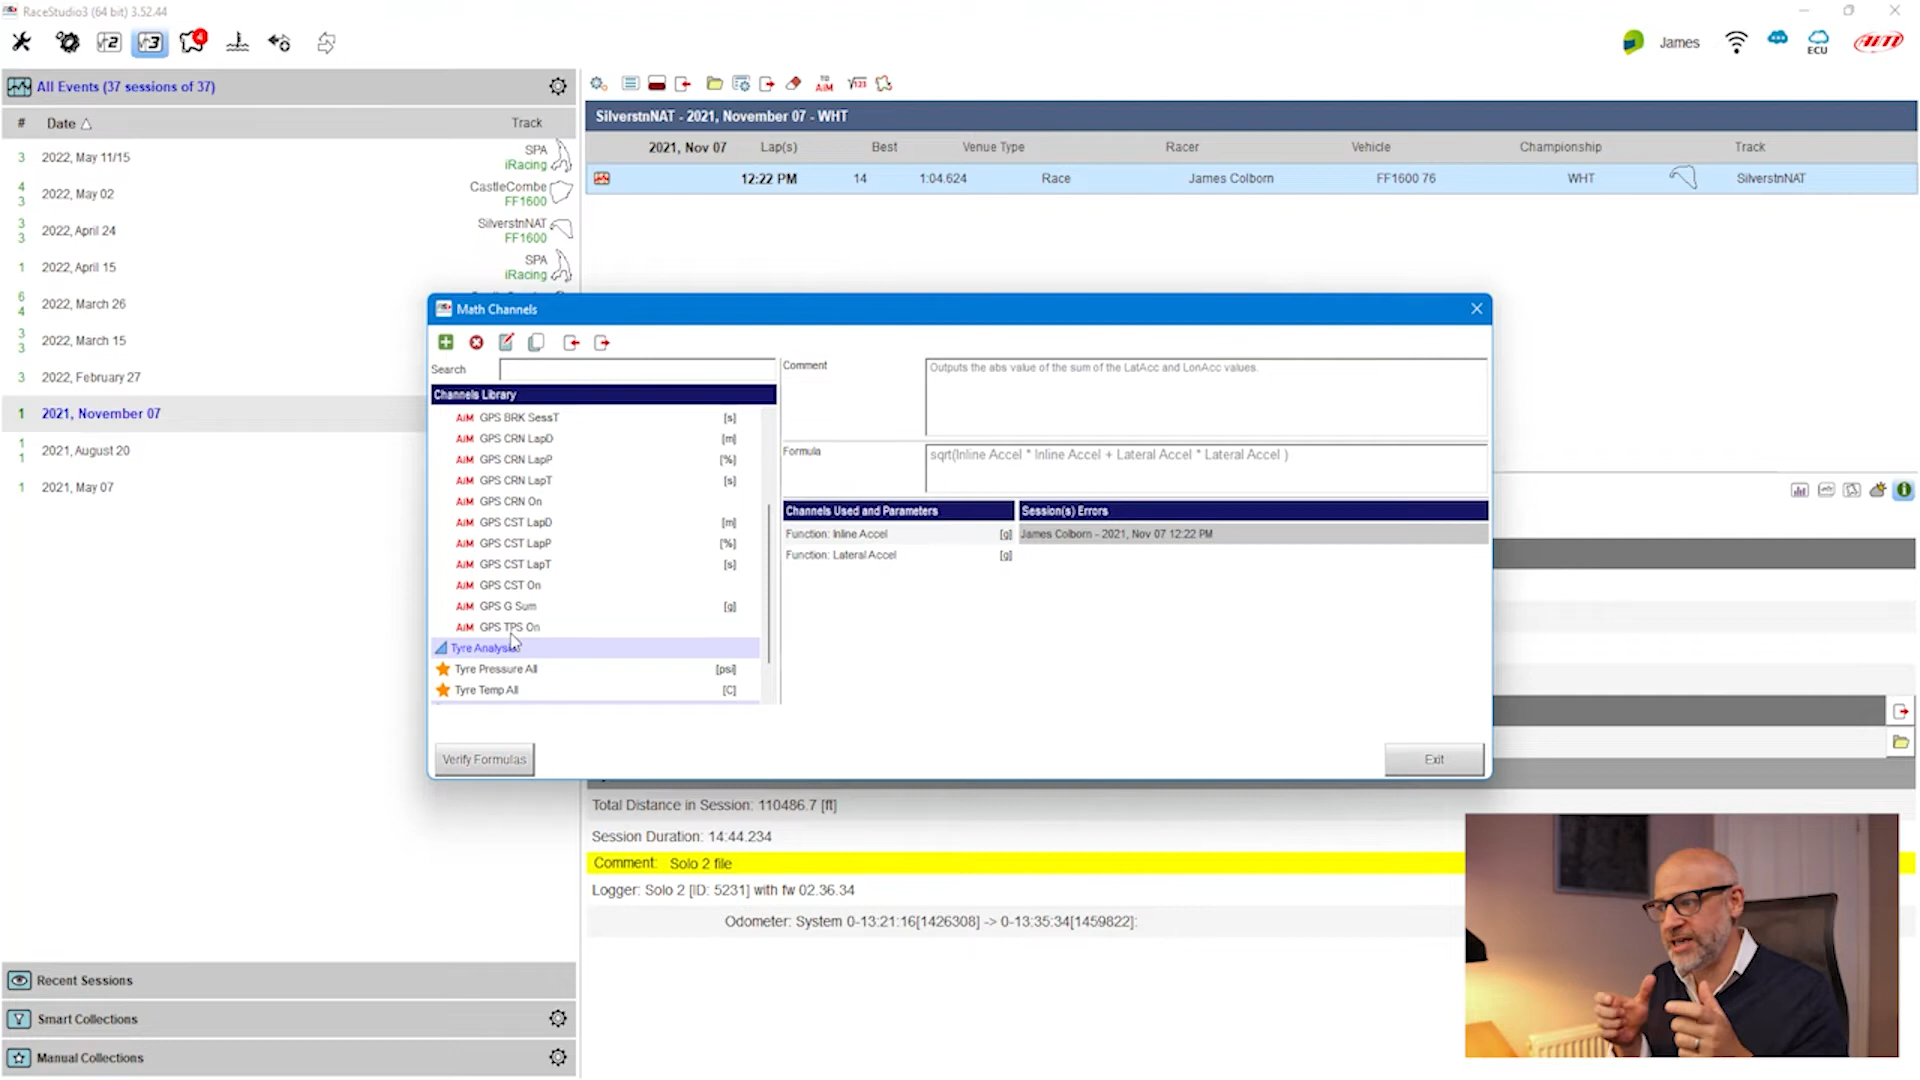 RaceStudio3 (64 bit) 3.52.44
2
3
4
James
ECU
AiM
All Events (37 sessions of 37)
# Date Track
3 2022, May 11/15 SPA
iRacing
4 2022, May 02 CastleCombe
3 FF1600
3 2022, April 24 SilverstnNAT
3 FF1600
1 2022, April 15 SPA
iRacing
6 2022, March 26
4
3 2022, March 15
3
3 2022, February 27
1 2021, November 07
1 2021, August 20
1
1 2021, May 07
Recent Sessions
Smart Collections
Manual Collections
TO
AiM
√123
SilverstnNAT - 2021, November 07 - WHT
2021, Nov 07 Lap(s) Best Venue Type Racer Vehicle Championship Track
12:22 PM 14 1:04.624 Race James Colborn FF1600 76 WHT SilverstnNAT
Math Channels
Search
Channels Library
AiM GPS BRK SessT [s]
AiM GPS CRN LapD [m]
AiM GPS CRN LapP [%]
AiM GPS CRN LapT [s]
AiM GPS CRN On
AiM GPS CST LapD [m]
AiM GPS CST LapP [%]
AiM GPS CST LapT [s]
AiM GPS CST On
AiM GPS G Sum [g]
AiM GPS TPS On
Tyre Analysis
Tyre Pressure All [psi]
Tyre Temp All [C]
Comment
Outputs the abs value of the sum of the LatAcc and LonAcc values.
Formula
sqrt(Inline Accel * Inline Accel + Lateral Accel * Lateral Accel )
Channels Used and Parameters
Session(s) Errors
Function: Inline Accel [g]
James Colborn - 2021, Nov 07 12:22 PM
Function: Lateral Accel [g]
Verify Formulas
Exit
Total Distance in Session: 110486.7 [ft]
Session Duration: 14:44.234
Comment: Solo 2 file
Logger: Solo 2 [ID: 5231] with fw 02.36.34
Odometer: System 0-13:21:16[1426308] -> 0-13:35:34[1459822]: